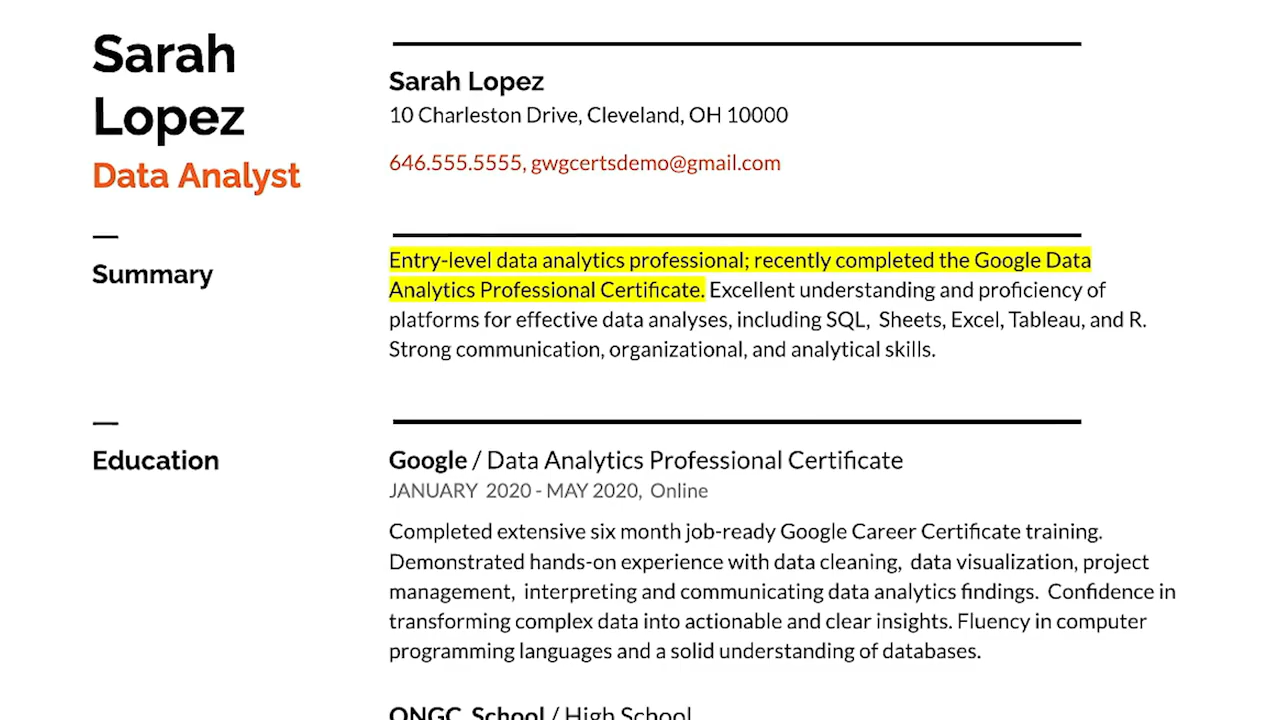 Sarah
Lopez
Data Analyst
Sarah Lopez
10 Charleston Drive, Cleveland, OH 10000
646.555.5555, gwgcertsdemo@gmail.com
Summary
Entry-level data analytics professional; recently completed the Google Data
Analytics Professional Certificate. Excellent understanding and proficiency of
platforms for effective data analyses, including SQL, Sheets, Excel, Tableau, and R.
Strong communication, organizational, and analytical skills.
Education
Google / Data Analytics Professional Certificate
JANUARY 2020 - MAY 2020, Online
Completed extensive six month job-ready Google Career Certificate training.
Demonstrated hands-on experience with data cleaning, data visualization, project
management, interpreting and communicating data analytics findings. Confidence in
transforming complex data into actionable and clear insights. Fluency in computer
programming languages and a solid understanding of databases.
ONGC School / High School